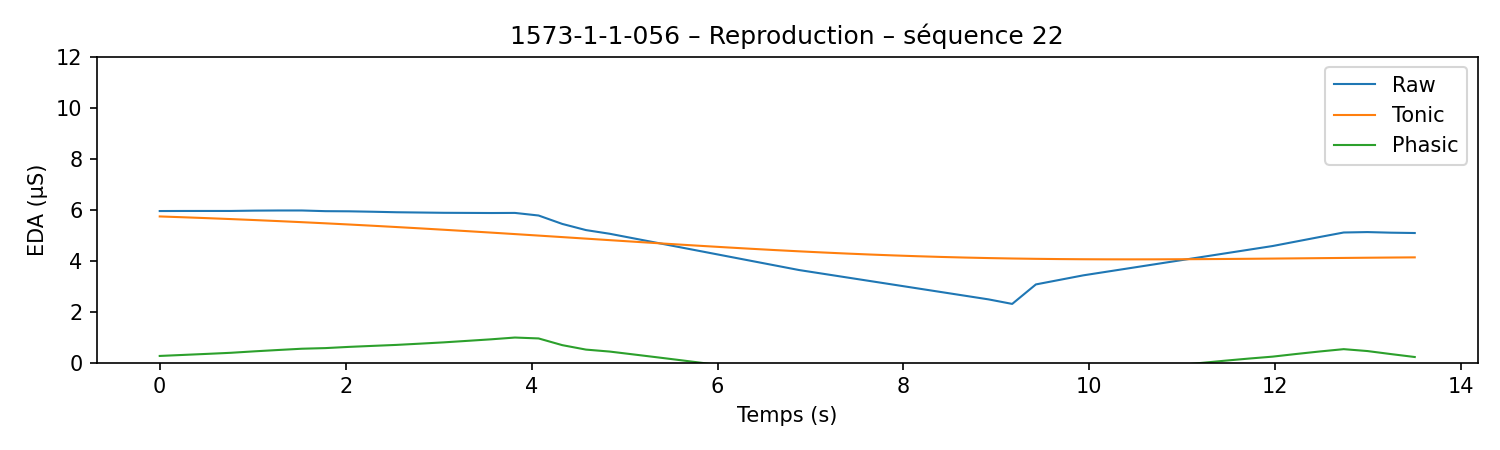 1573-1-1-056 – Reproduction – séquence 22
EDA (µS)
12
10
8
6
4
2
0
Raw
Tonic
Phasic
0 2 4 6 8 10 12 14
Temps (s)